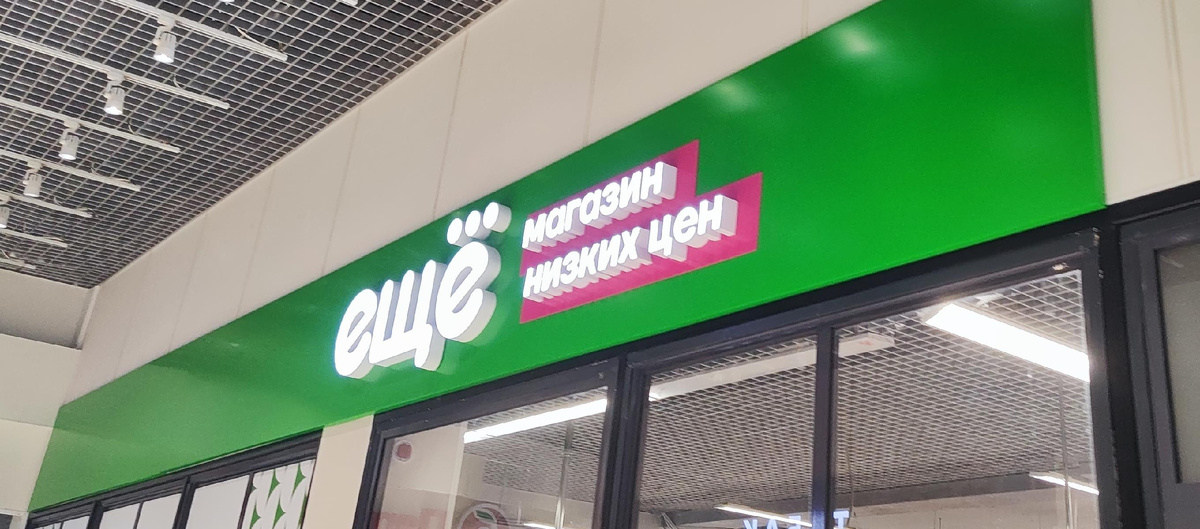 ещё
магазин
низких цен